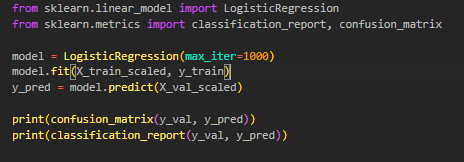 from sklearn.linear_model import LogisticRegression
from sklearn.metrics import classification_report, confusion_matrix
model = LogisticRegression(max_iter=1000)
model.fit(X_train_scaled, y_train)
y_pred = model.predict(X_val_scaled)
print(confusion_matrix(y_val, y_pred))
print(classification_report(y_val, y_pred))